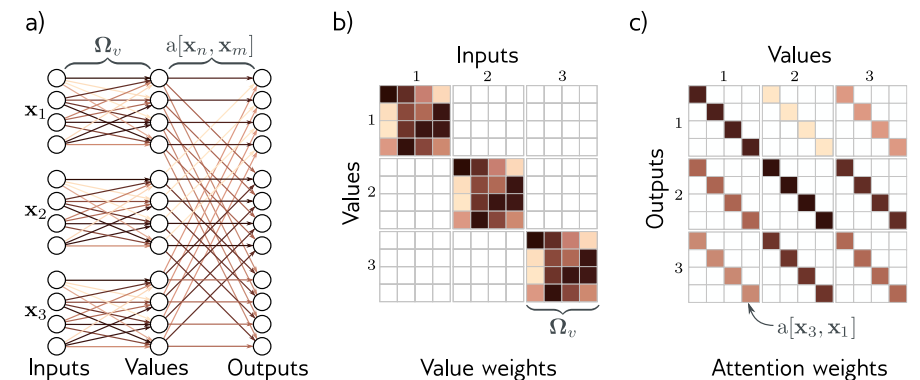 a)
Ω_v
a[x_n, x_m]
x_1
x_2
x_3
Inputs Values Outputs
b)
Inputs
1 2 3
Values
1
2
3
Ω_v
Value weights
c)
Values
1 2 3
Outputs
1
2
3
a[x_3, x_1]
Attention weights